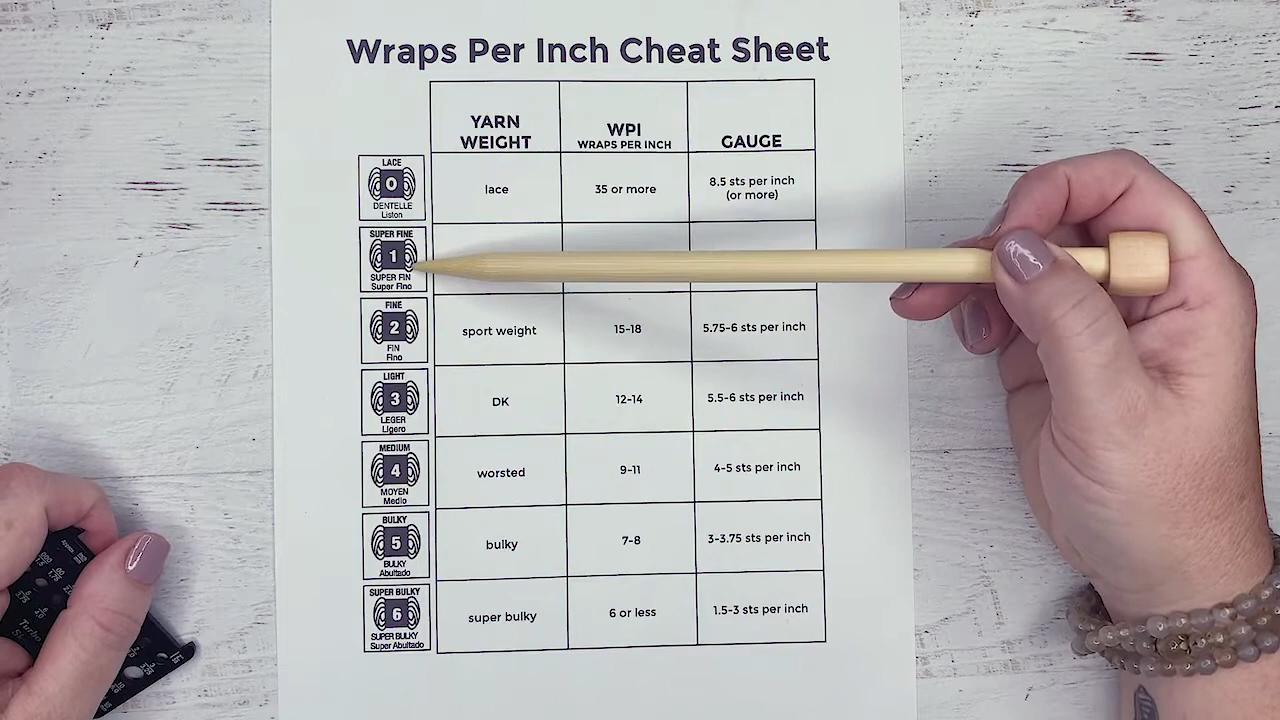 Wraps Per Inch Cheat Sheet
YARN WEIGHT WPI WRAPS PER INCH GAUGE
LACE 0 DENTELLE Liston lace 35 or more 8.5 sts per inch (or more)
SUPER FINE 1 SUPER FIN Super Fino
FINE 2 FIN Fino sport weight 15-18 5.75-6 sts per inch
LIGHT 3 LEGER Ligero DK 12-14 5.5-6 sts per inch
MEDIUM 4 MOYEN Medio worsted 9-11 4-5 sts per inch
BULKY 5 BULKY Abultado bulky 7-8 3-3.75 sts per inch
SUPER BULKY 6 SUPER BULKY Super Abultado super bulky 6 or less 1.5-3 sts per inch